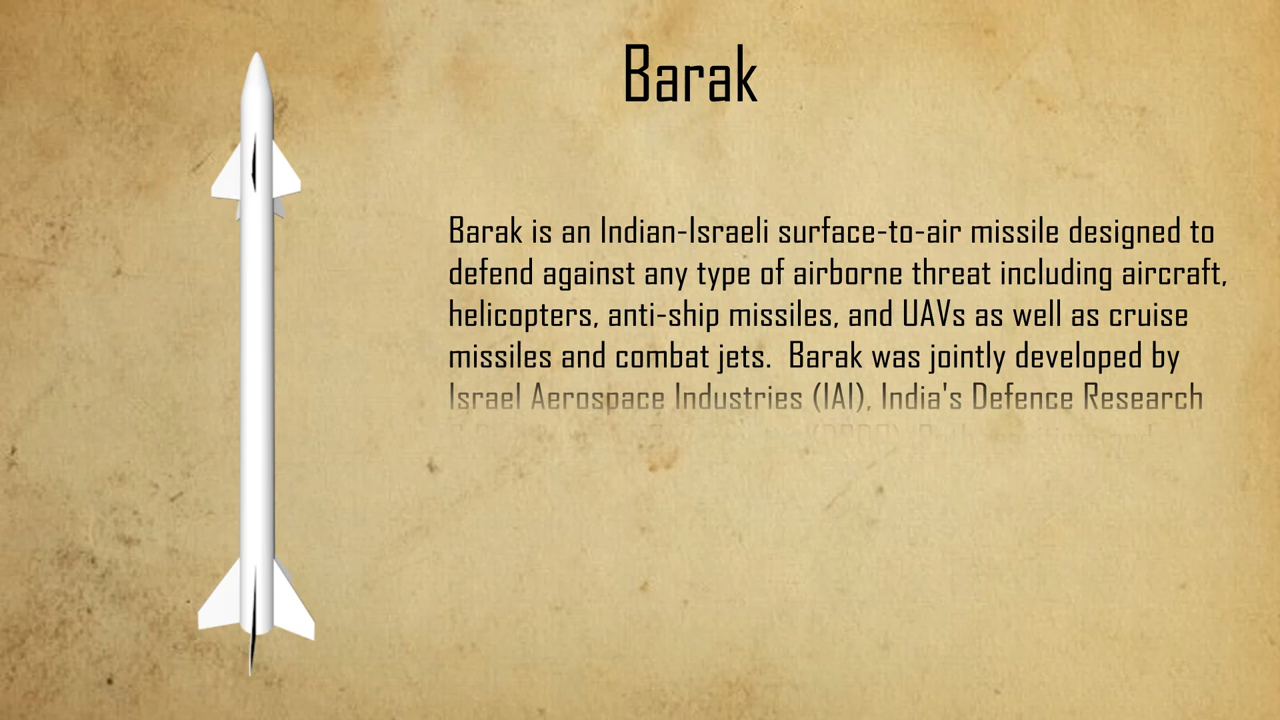 Barak
Barak is an Indian-Israeli surface-to-air missile designed to
defend against any type of airborne threat including aircraft,
helicopters, anti-ship missiles, and UAVs as well as cruise
missiles and combat jets.  Barak was jointly developed by
Israel Aerospace Industries (IAI), India's Defence Research